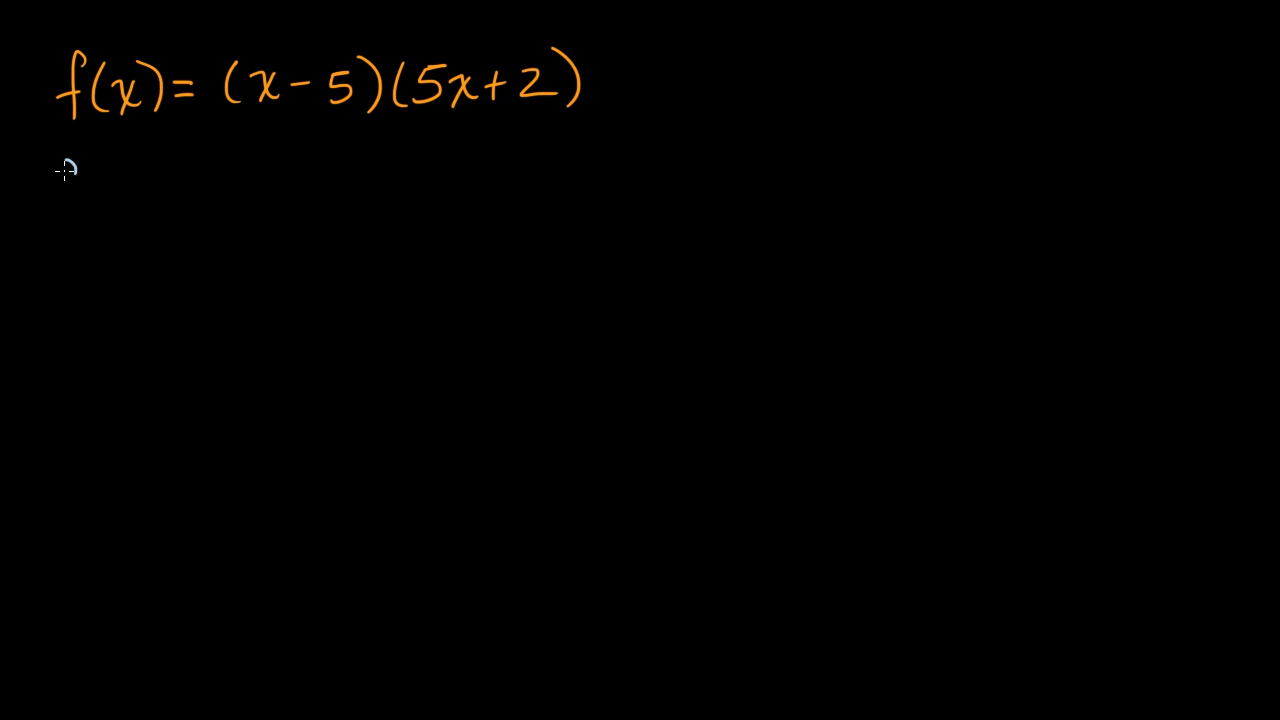 f(x) = (x - 5)(5x + 2)